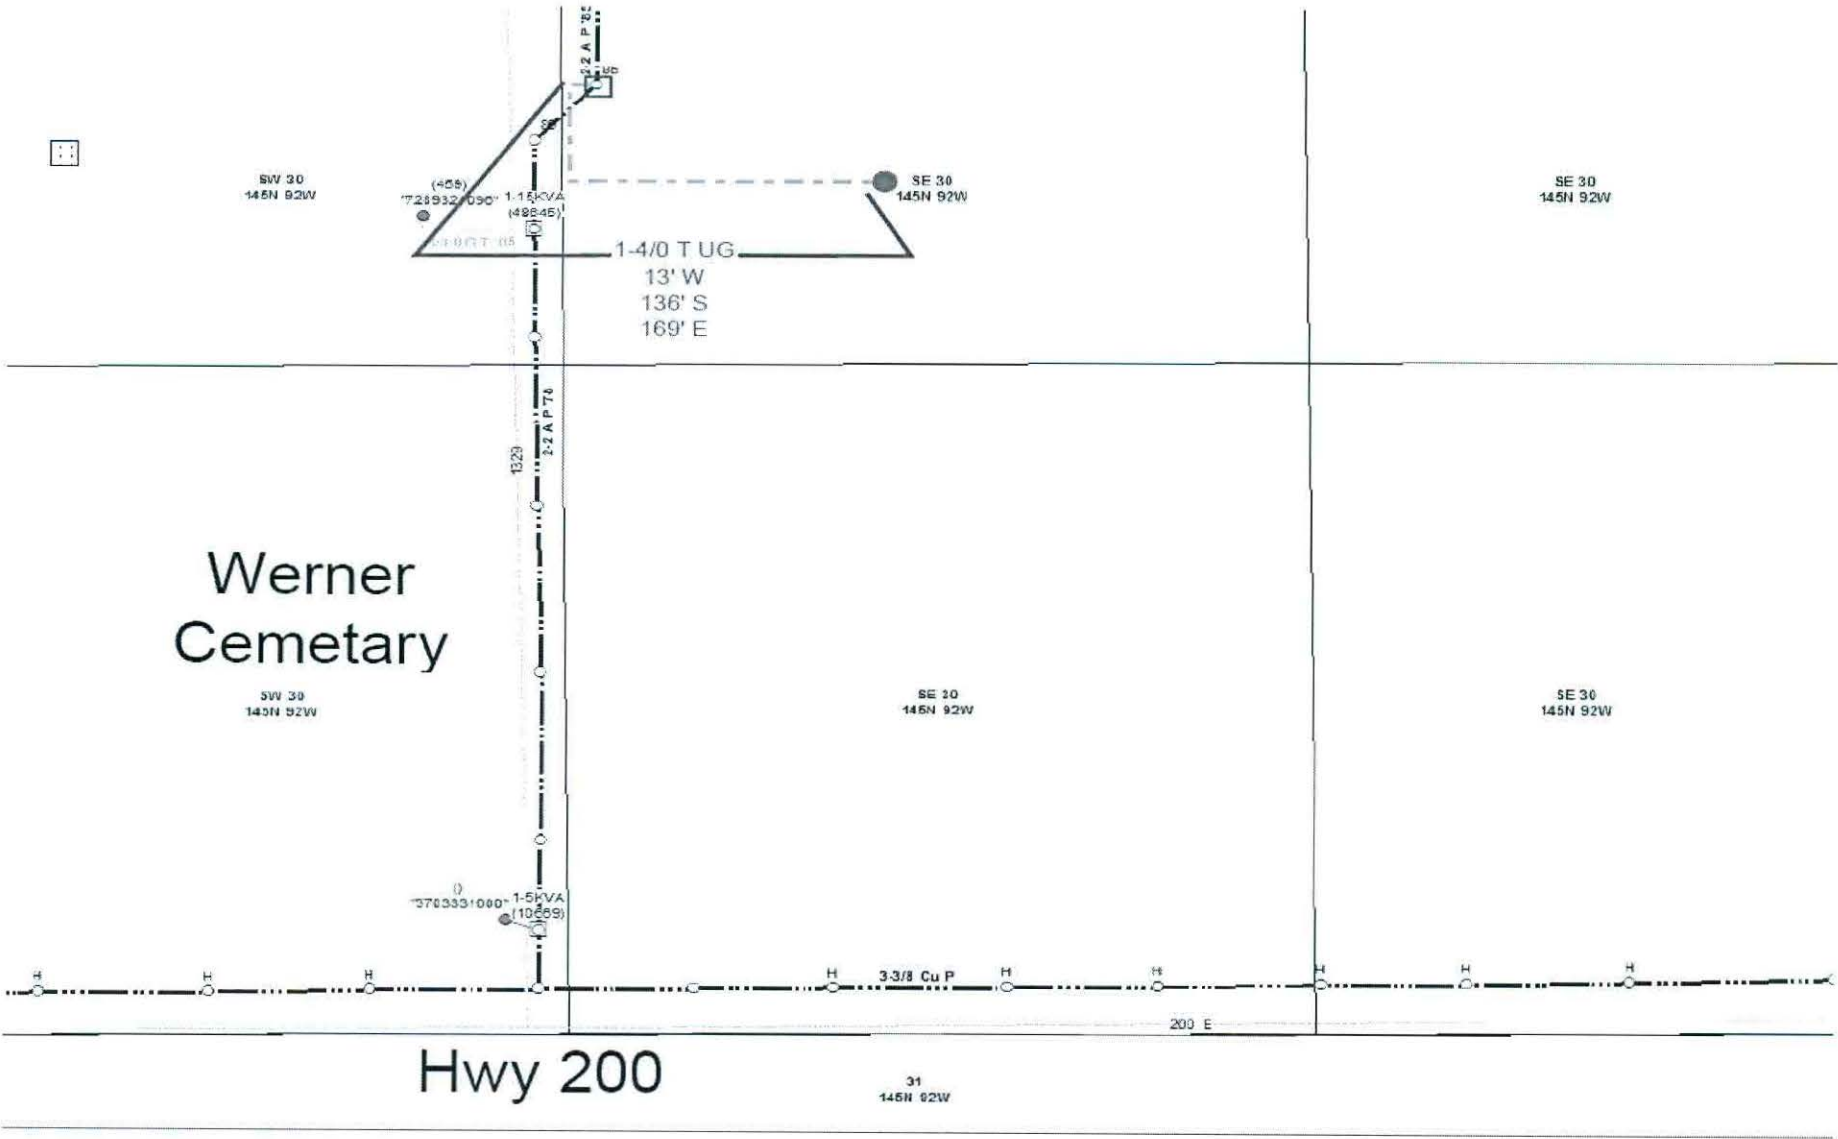 2-2 A P '85
SW 30
145N 92W
(458)
1-15KVA
SE 30
145N 92W
SE 30
145N 92W
1-4/0 T UG
13' W
136' S
169' E
2-2 A P '78
1329
Werner
Cemetary
SW 30
145N 92W
SE 30
145N 92W
SE 30
145N 92W
()
"3703331000"
1-5KVA
(10669)
H
H
H
H
3-3/8 Cu P
H
H
H
H
H
200 E
Hwy 200
31
145N 92W